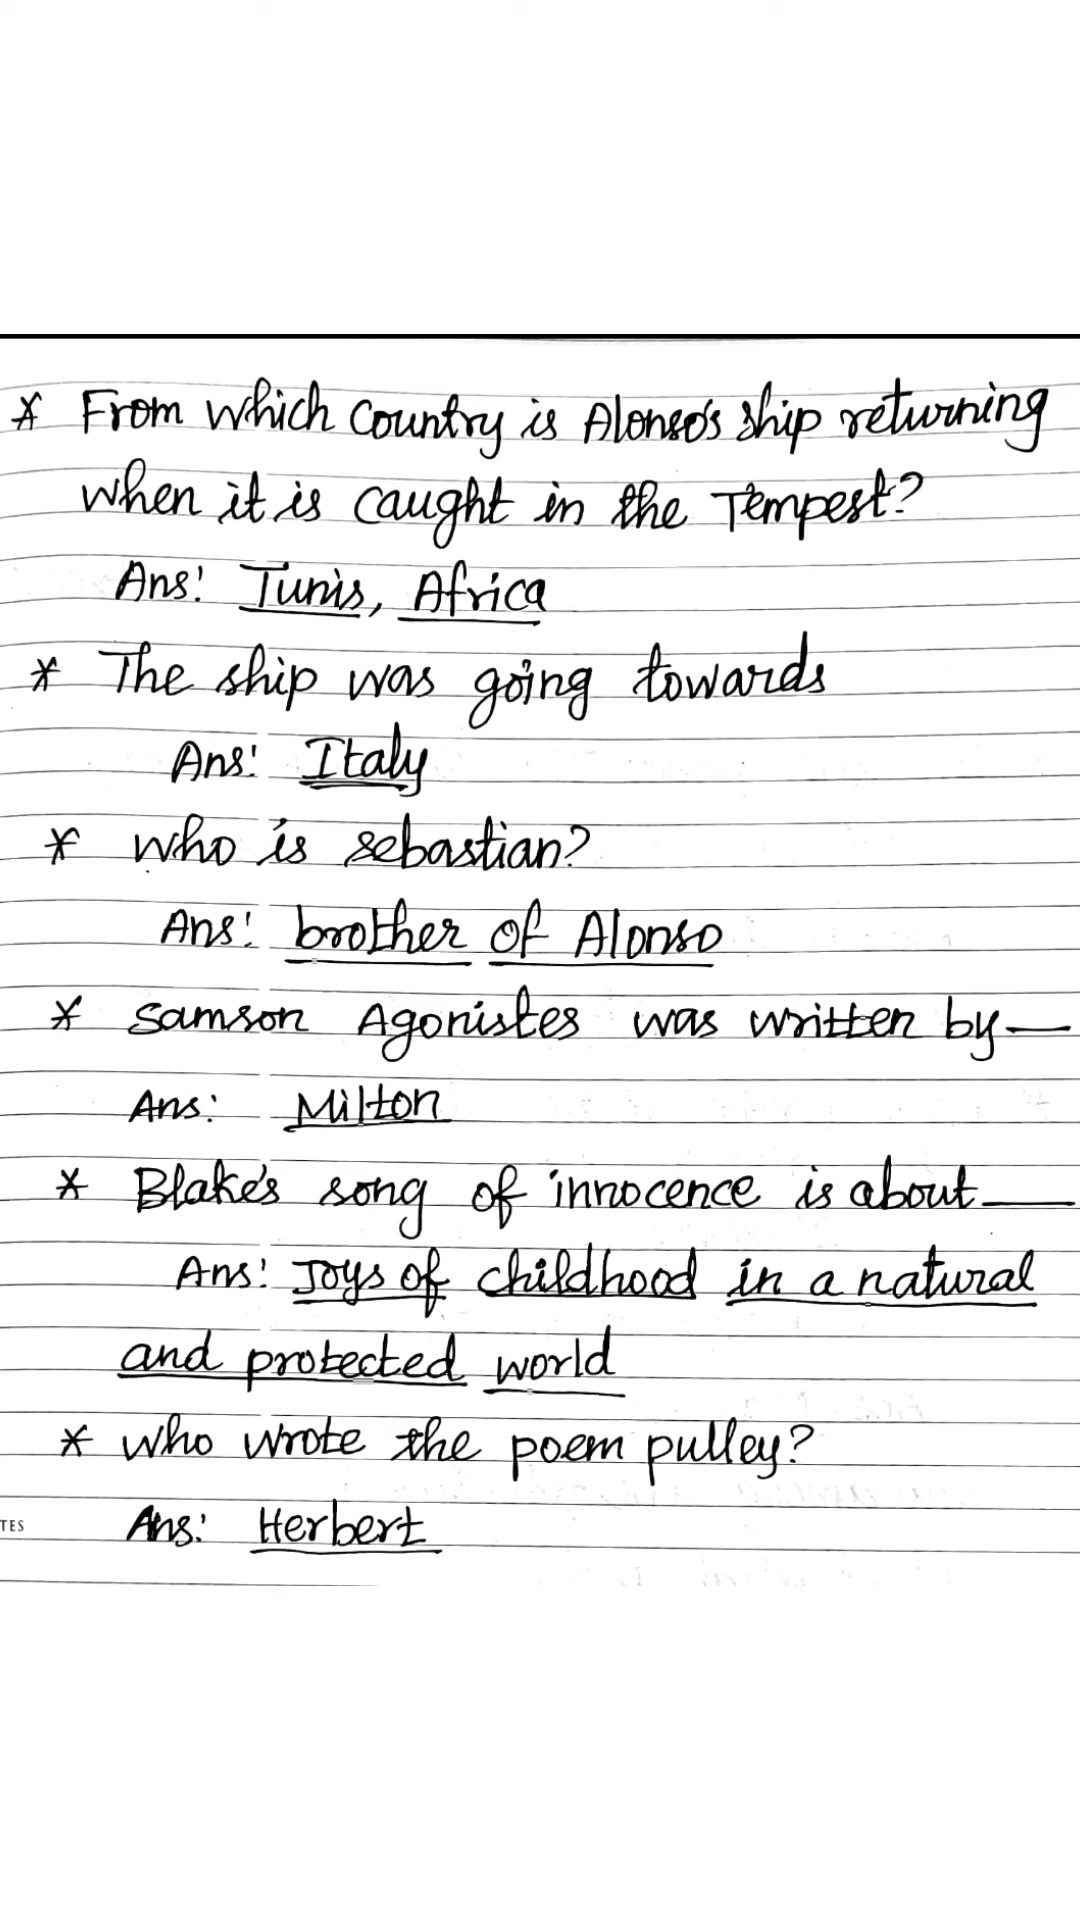 * From which country is Alonso's ship returning
when it is caught in the Tempest?
Ans: Tunis, Africa
* The ship was going towards
Ans: Italy
* who is sebastian?
Ans: brother of Alonso
* Samson Agonistes was written by —
Ans: Milton
* Blake's song of innocence is about —
Ans: Joys of childhood in a natural
and protected world
* who wrote the poem pulley?
TES Ans: Herbert